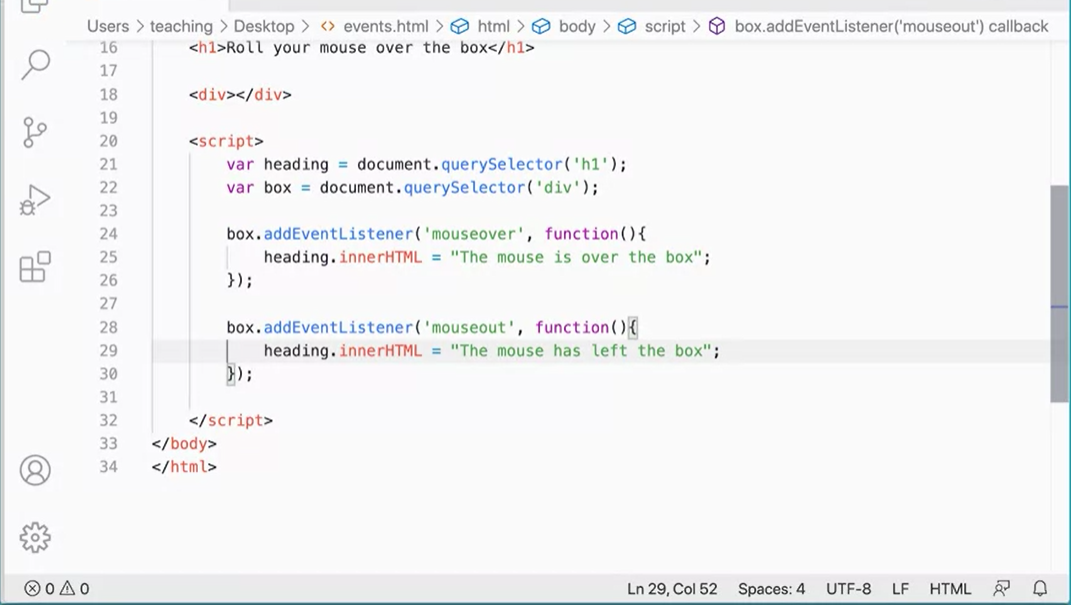 Users > teaching > Desktop > <> events.html > html > body > script > box.addEventListener('mouseout') callback
16 <h1>Roll your mouse over the box</h1>
17
18 <div></div>
19
20 <script>
21 var heading = document.querySelector('h1');
22 var box = document.querySelector('div');
23
24 box.addEventListener('mouseover', function(){
25 heading.innerHTML = "The mouse is over the box";
26 });
27
28 box.addEventListener('mouseout', function(){
29 heading.innerHTML = "The mouse has left the box";
30 });
31
32 </script>
33 </body>
34 </html>
0 0 Ln 29, Col 52 Spaces: 4 UTF-8 LF HTML